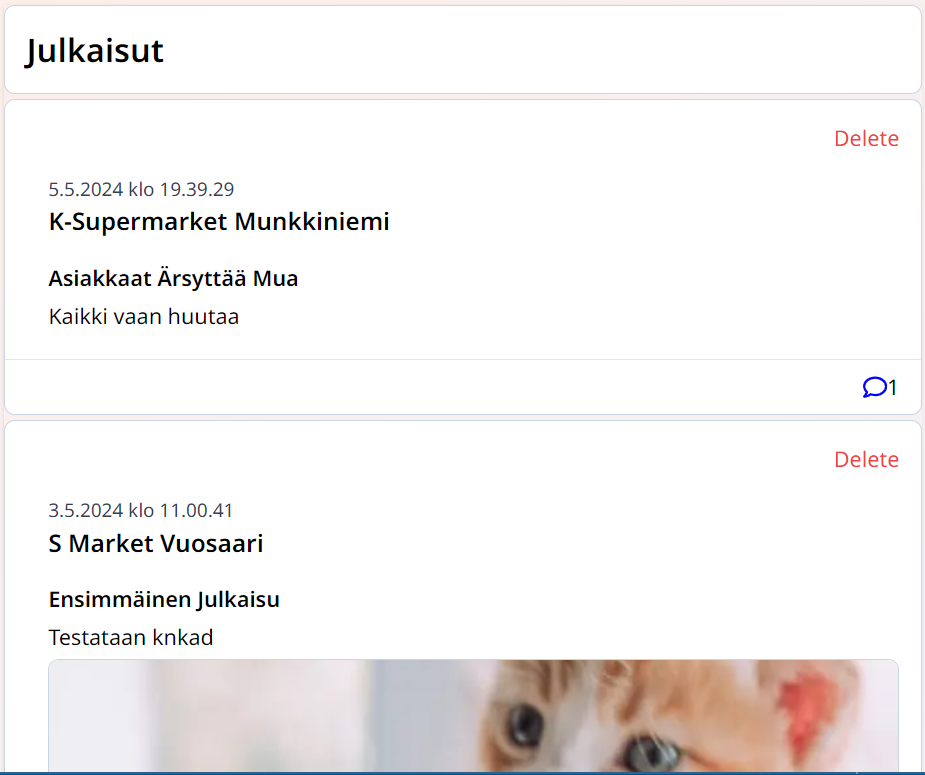 Julkaisut
Delete
5.5.2024 klo 19.39.29
K-Supermarket Munkkiniemi
Asiakkaat Ärsyttää Mua
Kaikki vaan huutaa
1
Delete
3.5.2024 klo 11.00.41
S Market Vuosaari
Ensimmäinen Julkaisu
Testataan knkad